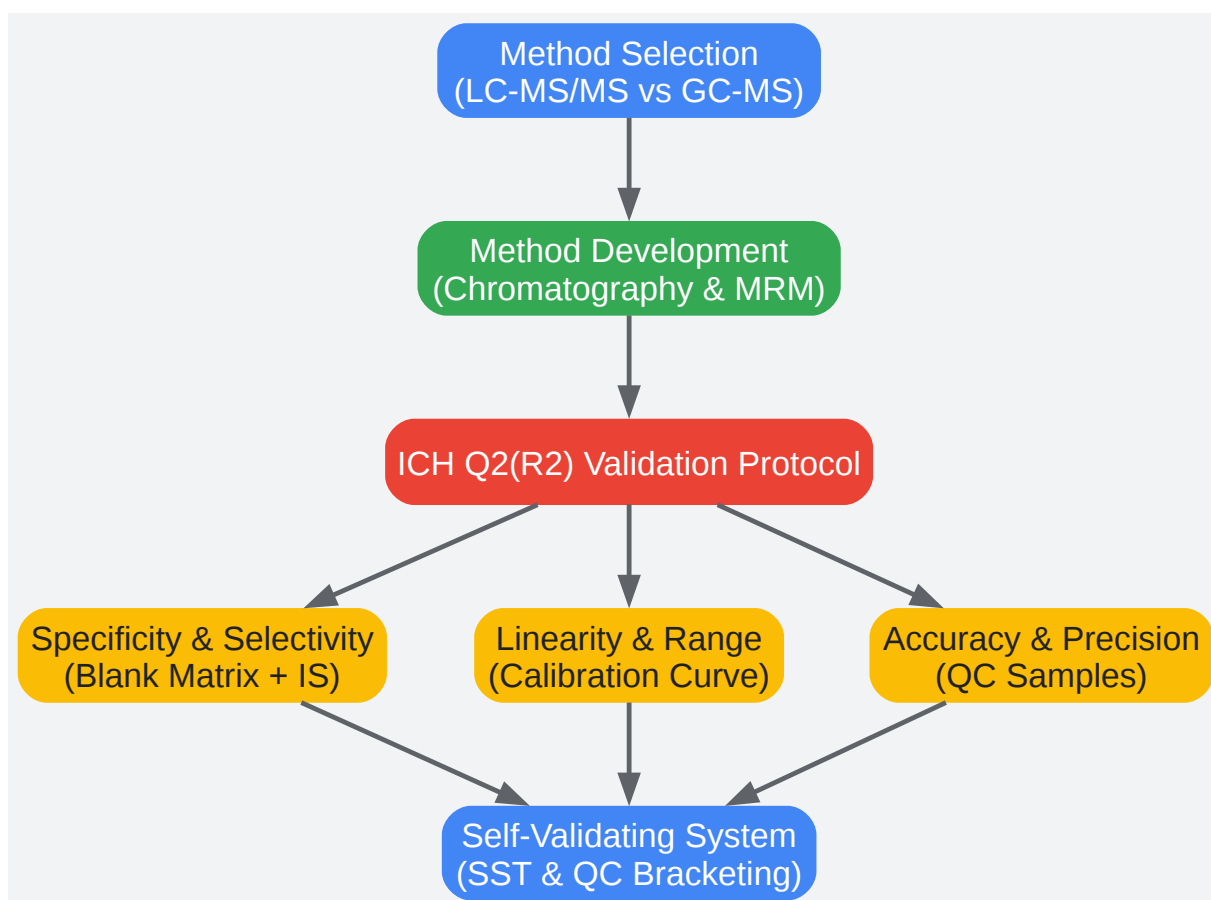 Method Selection
(LC-MS/MS vs GC-MS)
Method Development
(Chromatography & MRM)
ICH Q2(R2) Validation Protocol
Specificity & Selectivity
(Blank Matrix + IS)
Linearity & Range
(Calibration Curve)
Accuracy & Precision
(QC Samples)
Self-Validating System
(SST & QC Bracketing)